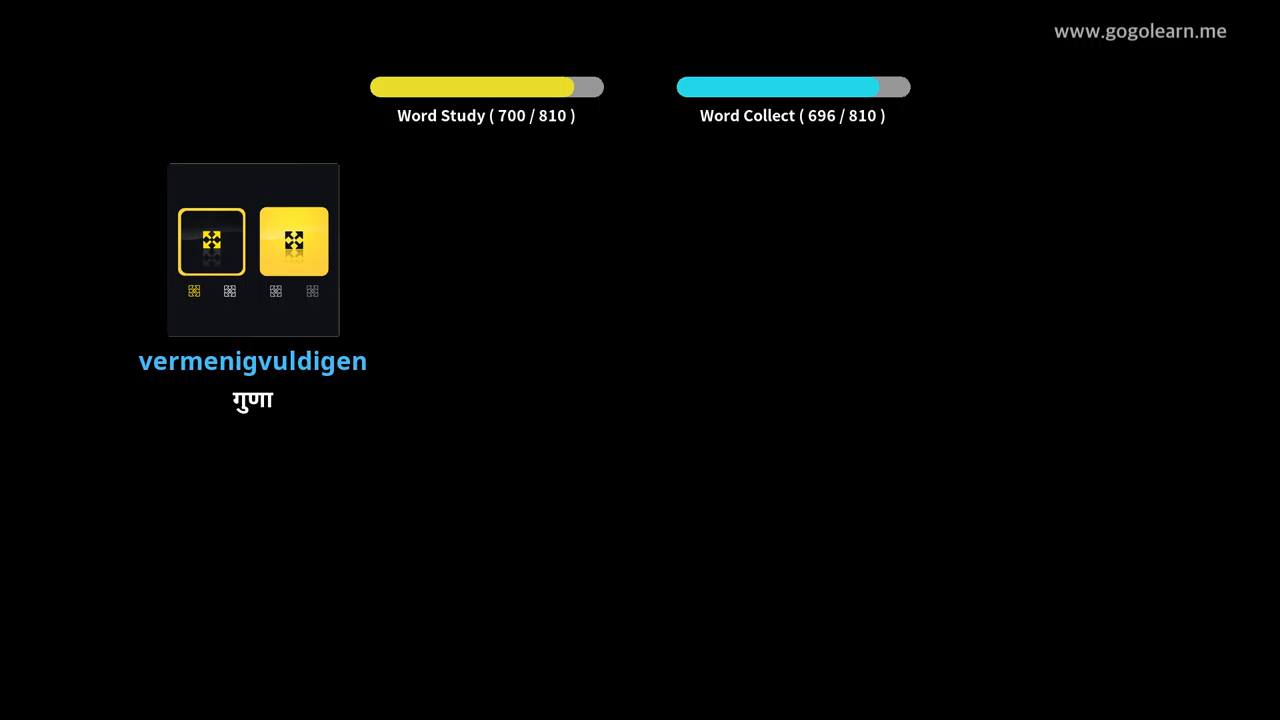 www.gogolearn.me
Word Study ( 700 / 810 )
Word Collect ( 696 / 810 )
vermenigvuldigen
गुणा